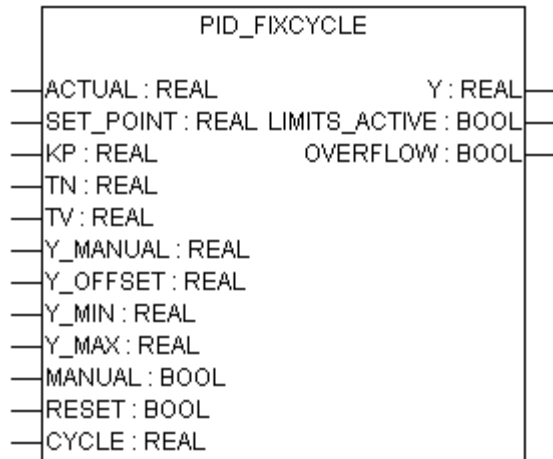 PID_FIXCYCLE
ACTUAL : REAL Y : REAL
SET_POINT : REAL LIMITS_ACTIVE : BOOL
KP : REAL OVERFLOW : BOOL
TN : REAL
TV : REAL
Y_MANUAL : REAL
Y_OFFSET : REAL
Y_MIN : REAL
Y_MAX : REAL
MANUAL : BOOL
RESET : BOOL
CYCLE : REAL